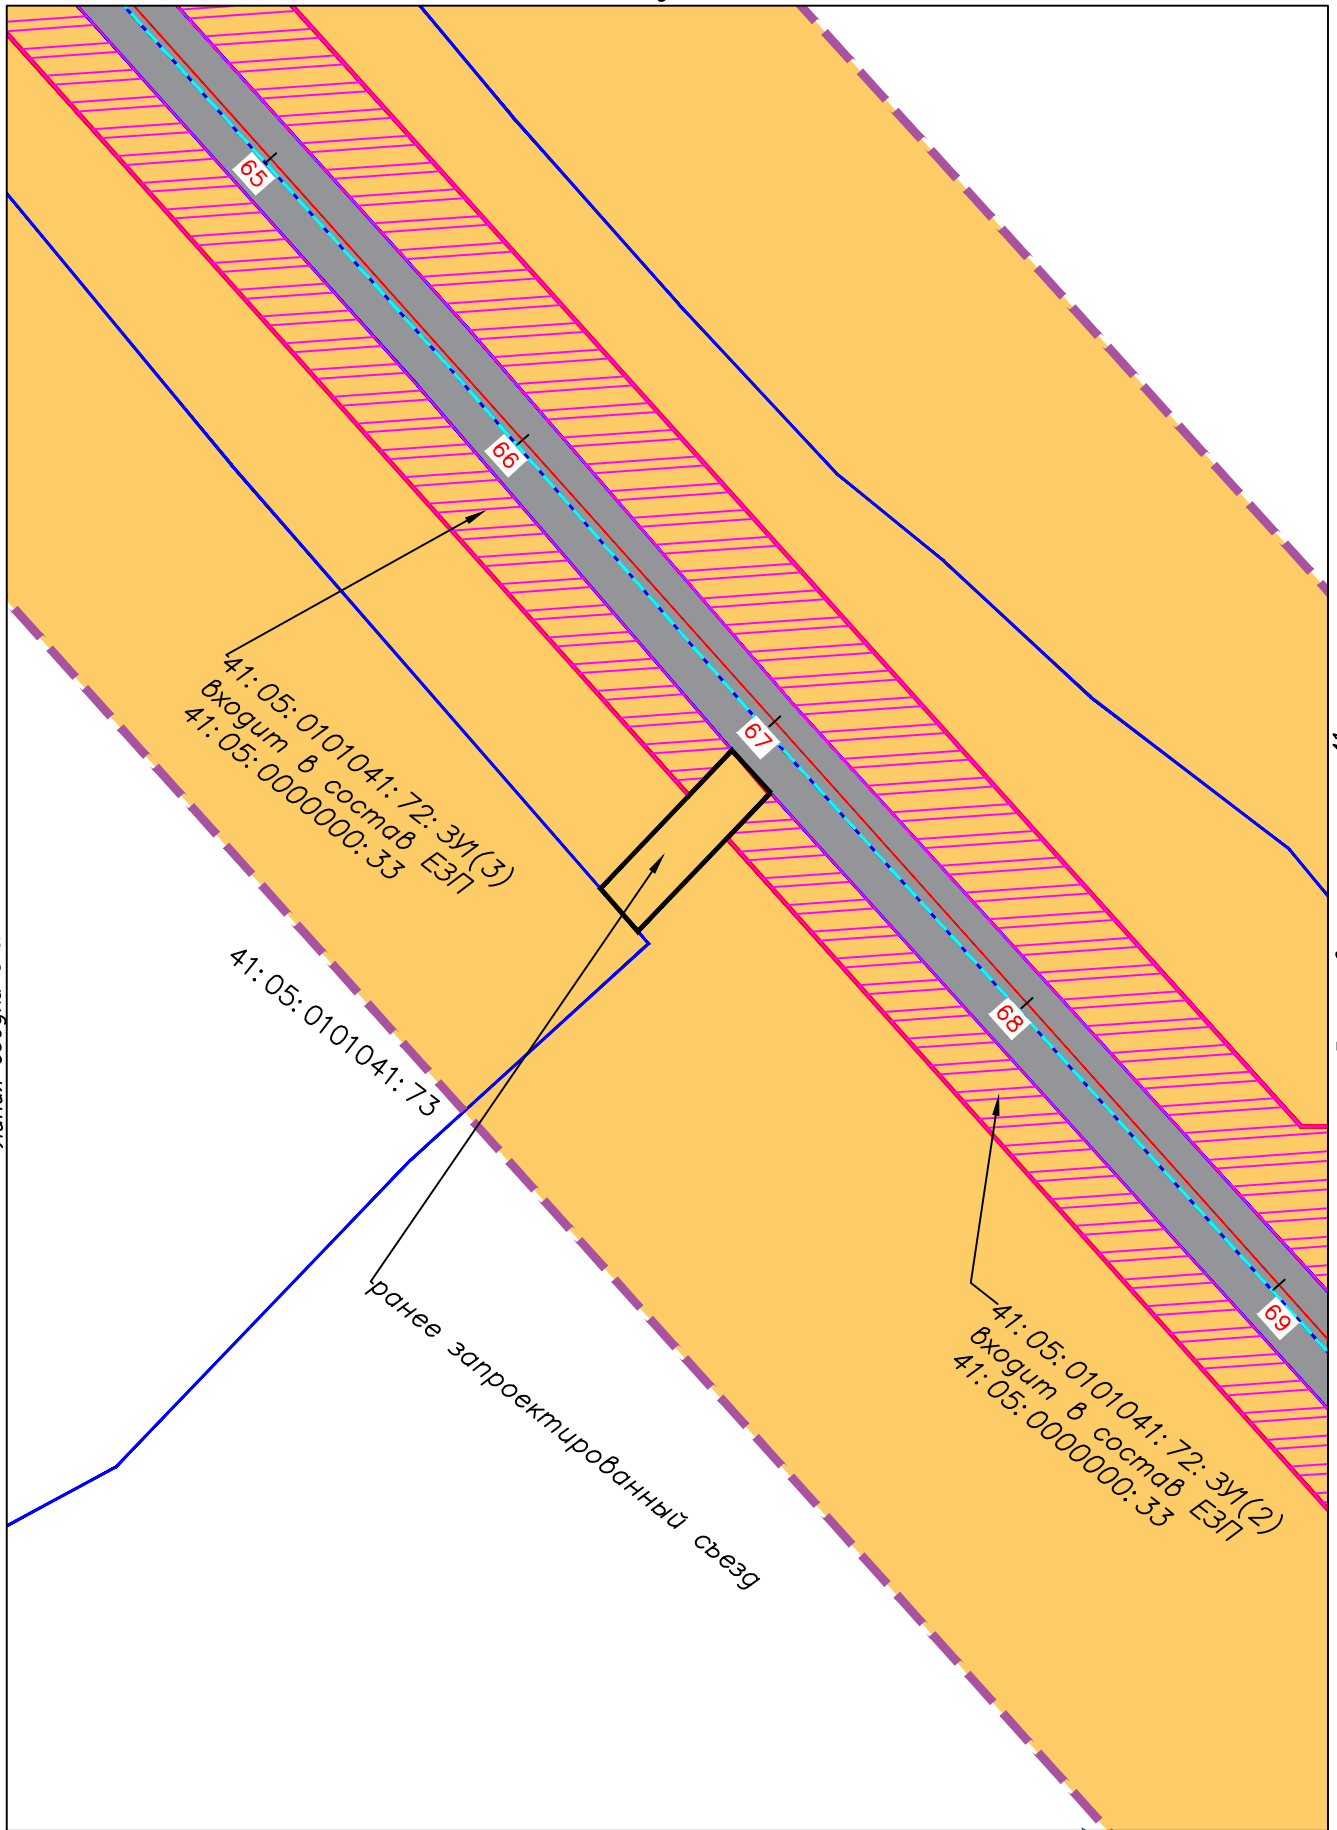 65
66
67
68
69
41:05:0101041:72:ЗУ1(3)
входит в состав ЕЗП
41:05:0000000:33
41:05:0101041:73
ранее запроектированный съезд
41:05:0101041:72:ЗУ1(2)
входит в состав ЕЗП
41:05:0000000:33